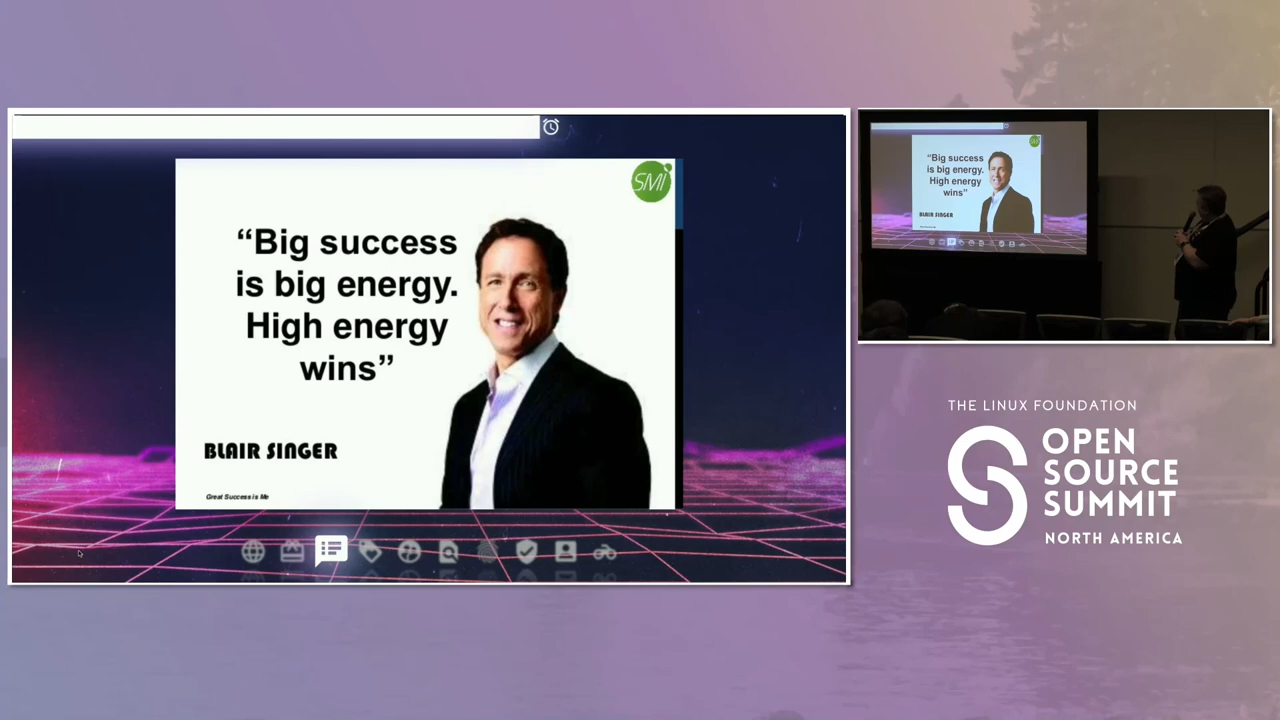 SMI
“Big success
is big energy.
High energy
wins”
BLAIR SINGER
Great Success is Me
“Big success
is big energy.
High energy
wins”
BLAIR SINGER
THE LINUX FOUNDATION
OPEN
SOURCE
SUMMIT
NORTH AMERICA